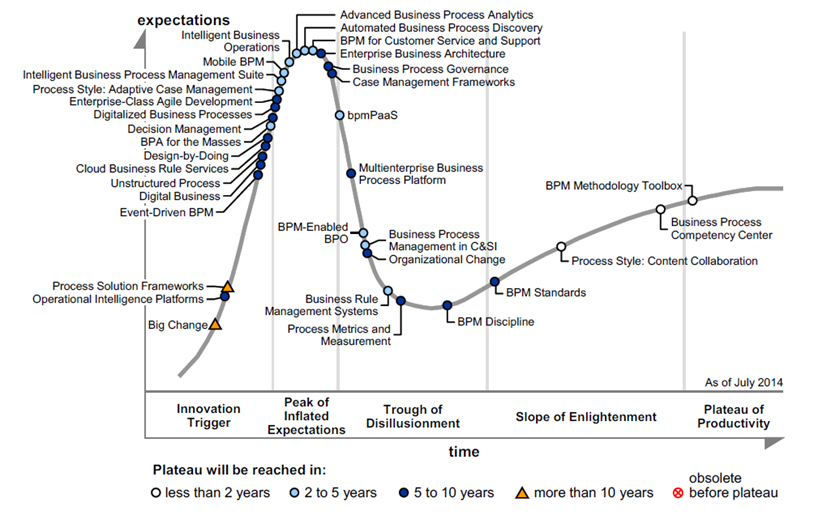 expectations
Advanced Business Process Analytics
Automated Business Process Discovery
BPM for Customer Service and Support
Enterprise Business Architecture
Business Process Governance
Case Management Frameworks
Intelligent Business
Operations
Mobile BPM
Intelligent Business Process Management Suite
Process Style: Adaptive Case Management
Enterprise-Class Agile Development
Digitalized Business Processes
Decision Management
BPA for the Masses
Design-by-Doing
Cloud Business Rule Services
Unstructured Process
Digital Business
Event-Driven BPM
bpmPaaS
Multienterprise Business
Process Platform
BPM-Enabled
BPO
Business Process
Management in C&SI
Organizational Change
Process Solution Frameworks
Operational Intelligence Platforms
Big Change
Business Rule
Management Systems
Process Metrics and
Measurement
BPM Discipline
BPM Standards
Process Style: Content Collaboration
BPM Methodology Toolbox
Business Process
Competency Center
As of July 2014
Innovation
Trigger
Peak of
Inflated
Expectations
Trough of
Disillusionment
Slope of Enlightenment
Plateau of
Productivity
time
Plateau will be reached in:
less than 2 years
2 to 5 years
5 to 10 years
more than 10 years
obsolete
before plateau